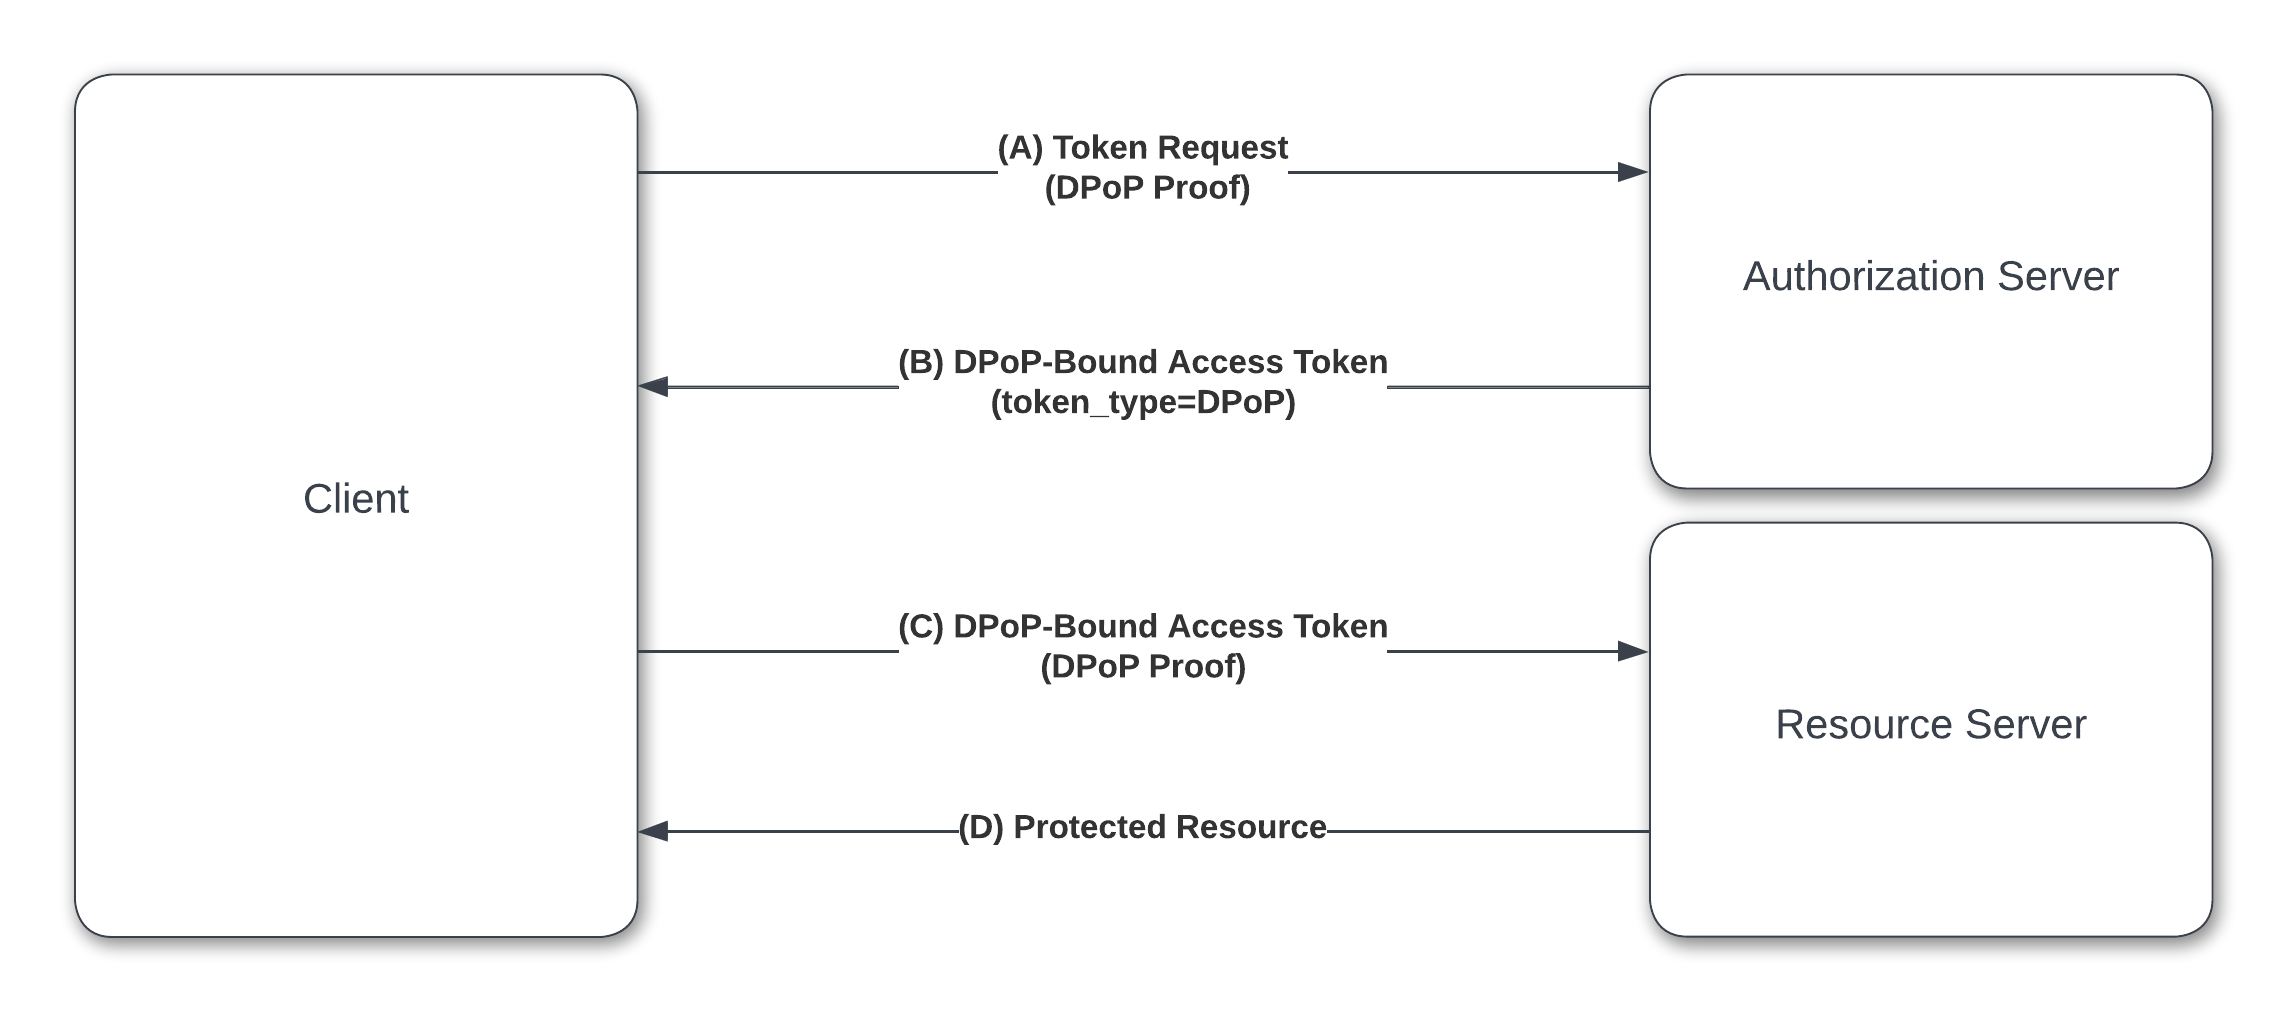 (A) Token Request
(DPoP Proof)
Authorization Server
(B) DPoP-Bound Access Token
(token_type=DPoP)
Client
(C) DPoP-Bound Access Token
(DPoP Proof)
Resource Server
(D) Protected Resource